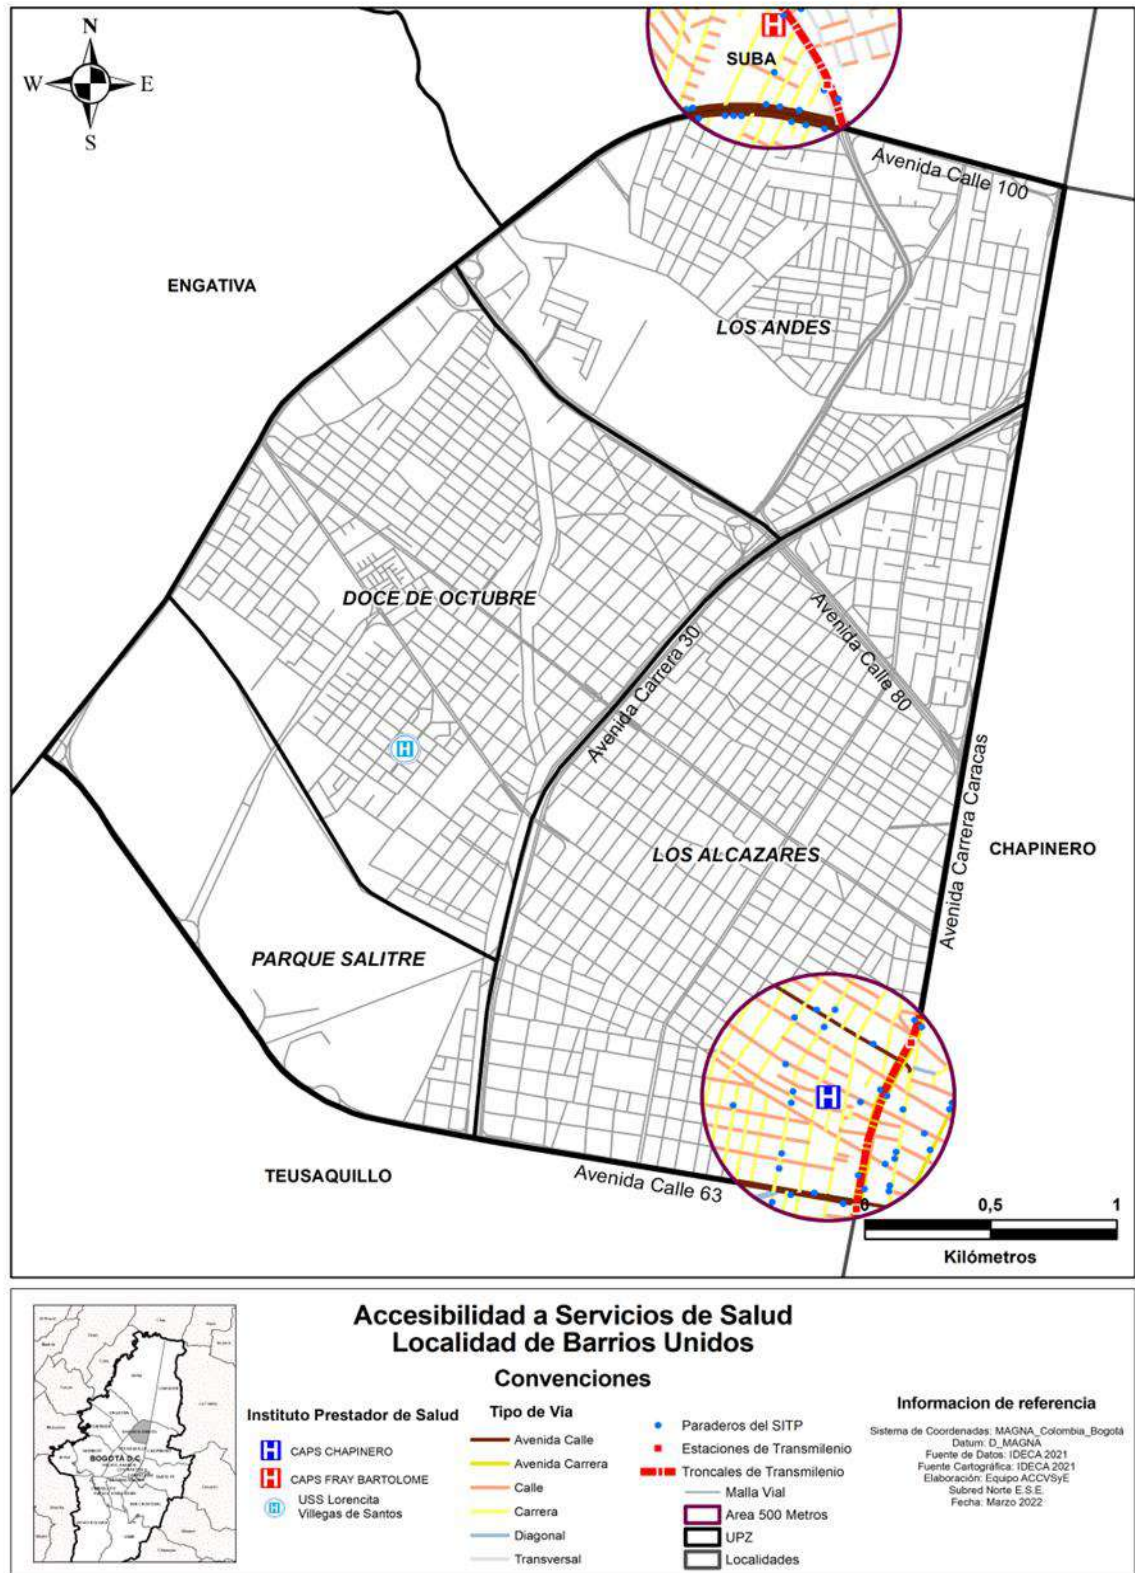 N
W E
S
SUBA
Avenida Calle 100
ENGATIVA
LOS ANDES
DOCE DE OCTUBRE
Avenida Carrera 30
Avenida Calle 80
Avenida Carrera Caracas
LOS ALCAZARES
CHAPINERO
PARQUE SALITRE
TEUSAQUILLO
Avenida Calle 63
0 0,5 1
Kilómetros
Accesibilidad a Servicios de Salud
Localidad de Barrios Unidos
Convenciones
Instituto Prestador de Salud
H CAPS CHAPINERO
H CAPS FRAY BARTOLOME
H USS Lorencita
Villegas de Santos
Tipo de Via
Avenida Calle
Avenida Carrera
Calle
Carrera
Diagonal
Transversal
Paraderos del SITP
Estaciones de Transmilenio
Troncales de Transmilenio
Malla Vial
Area 500 Metros
UPZ
Localidades
Informacion de referencia
Sistema de Coordenadas: MAGNA_Colombia_Bogotá
Datum: D_MAGNA
Fuente de Datos: IDECA 2021
Fuente Cartográfica: IDECA 2021
Elaboración: Equipo ACCVSyE
Subred Norte E.S.E.
Fecha: Marzo 2022
BOGOTÁ D.C.